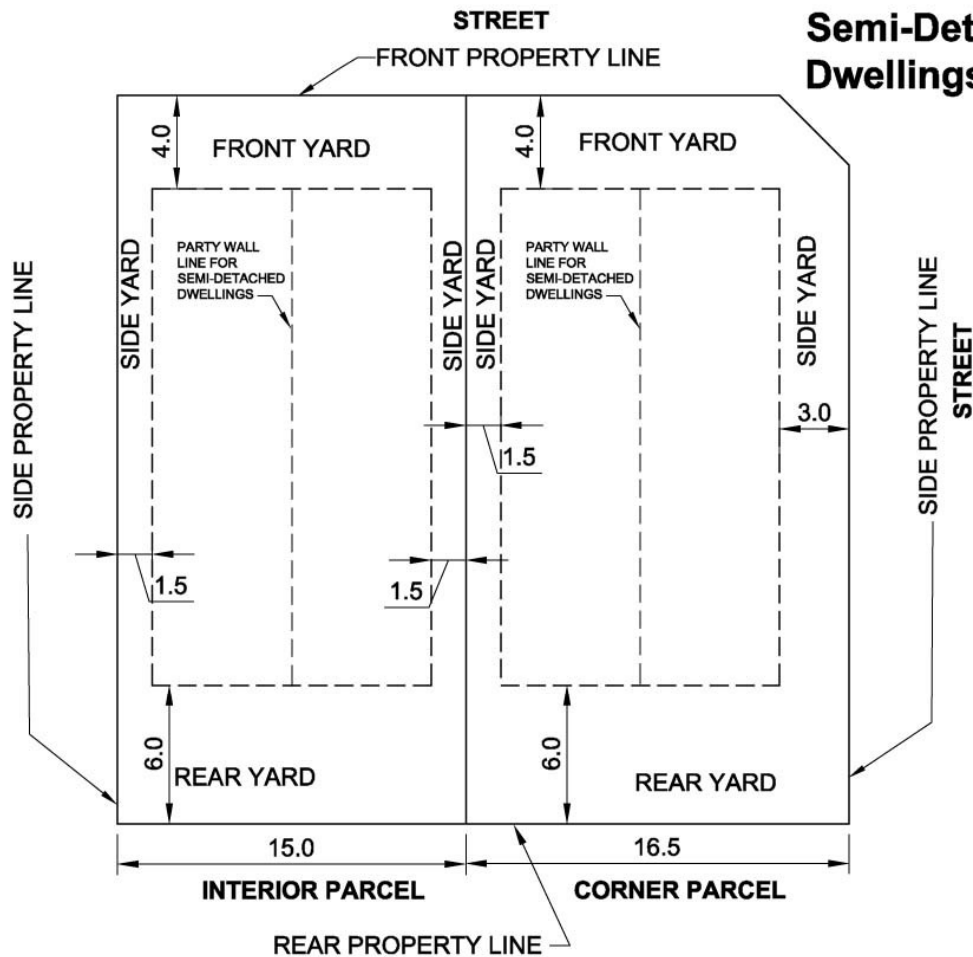 STREET
Semi-Det
Dwellings
FRONT PROPERTY LINE
4.0
FRONT YARD
4.0
FRONT YARD
SIDE PROPERTY LINE
SIDE YARD
PARTY WALL
LINE FOR
SEMI-DETACHED
DWELLINGS
SIDE YARD
SIDE YARD
PARTY WALL
LINE FOR
SEMI-DETACHED
DWELLINGS
SIDE YARD
SIDE PROPERTY LINE
STREET
3.0
1.5
1.5
1.5
6.0
REAR YARD
6.0
REAR YARD
15.0
16.5
INTERIOR PARCEL
CORNER PARCEL
REAR PROPERTY LINE